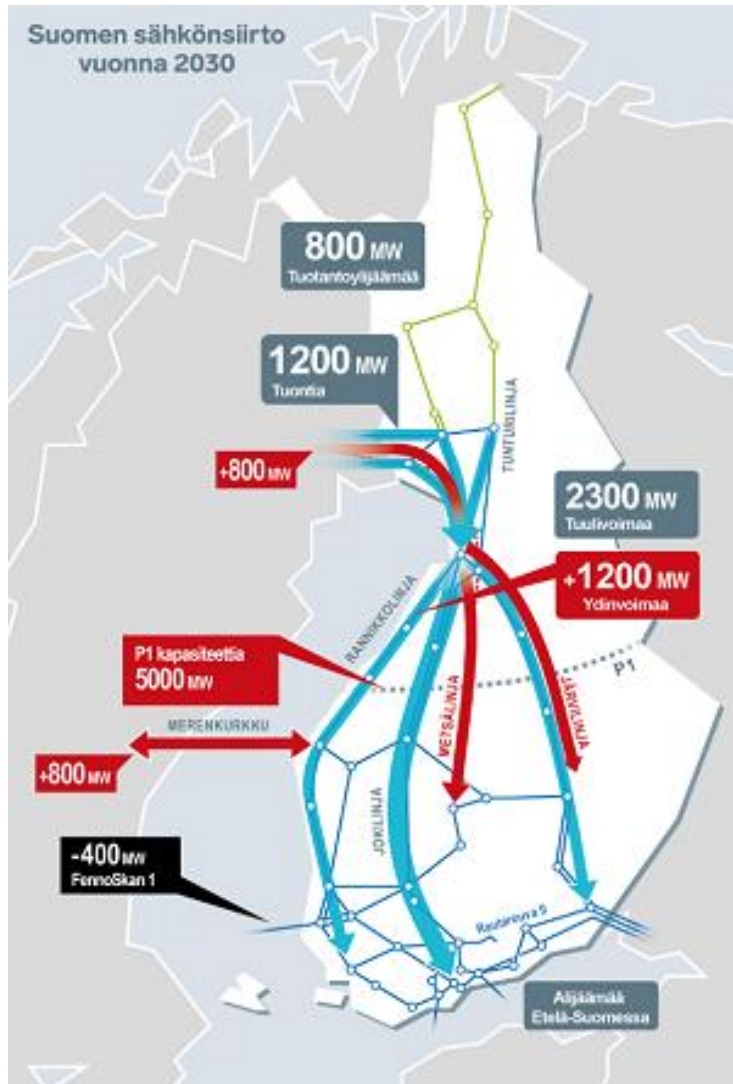 Suomen sähkönsiirto
vuonna 2030
800 MW
Tuotantoylijäämää
1200 MW
Tuontia
TUNTURILINJA
+800 MW
2300 MW
Tuulivoimaa
+1200 MW
Ydinvoimaa
RANNIKKOLINJA
P1 kapasiteettia
5000 MW
P1
METSÄLINJA
JÄRVILINJA
MERENKURKKU
+800 MW
JOKILINJA
-400 MW
FennoSkan 1
Rautarouva II
Alijäämää
Etelä-Suomessa